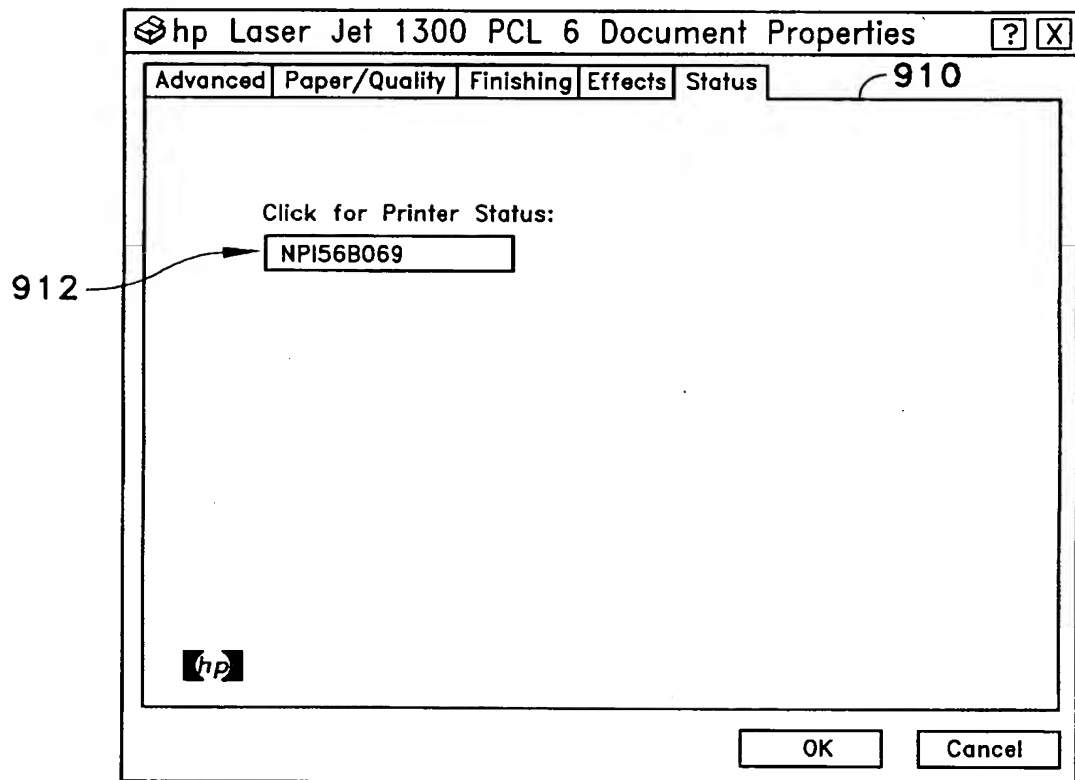 hp Laser Jet 1300 PCL 6 Document Properties ? X
Advanced Paper/Quality Finishing Effects Status 910
Click for Printer Status:
NPI56B069
912
hp
OK Cancel